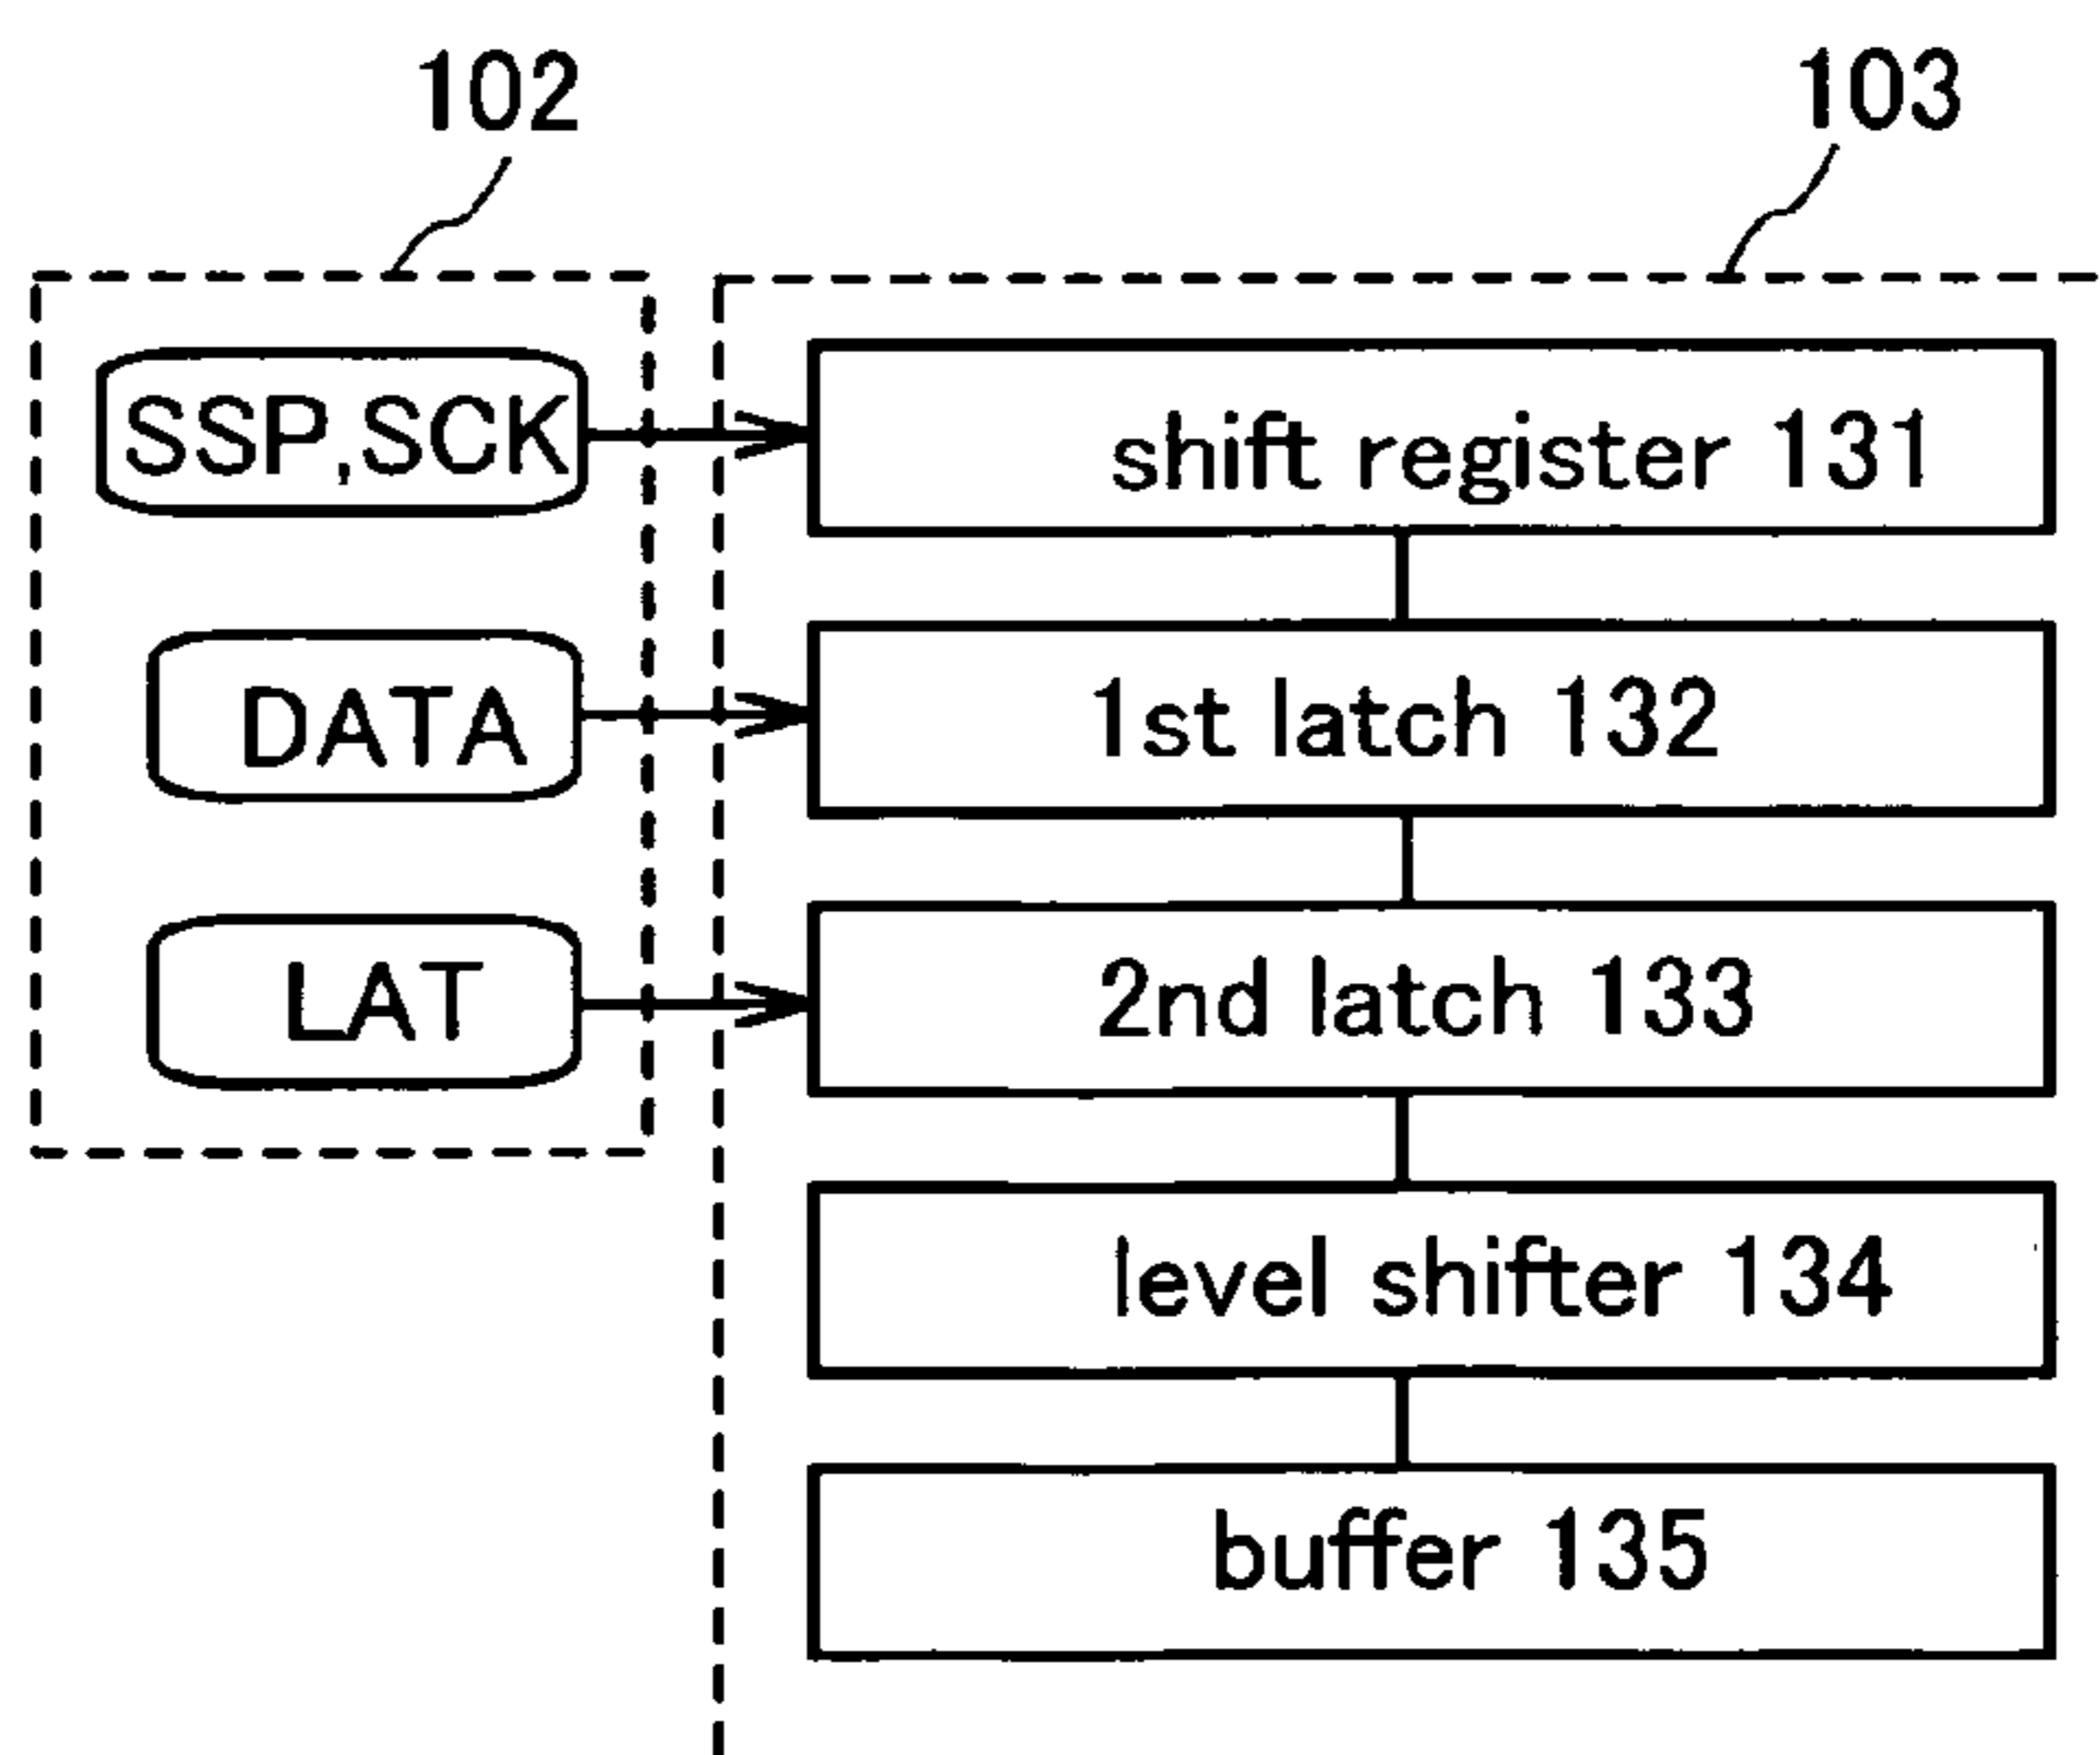 102
103
SSP,SCK
shift register 131
DATA
1st latch 132
LAT
2nd latch 133
level shifter 134
buffer 135